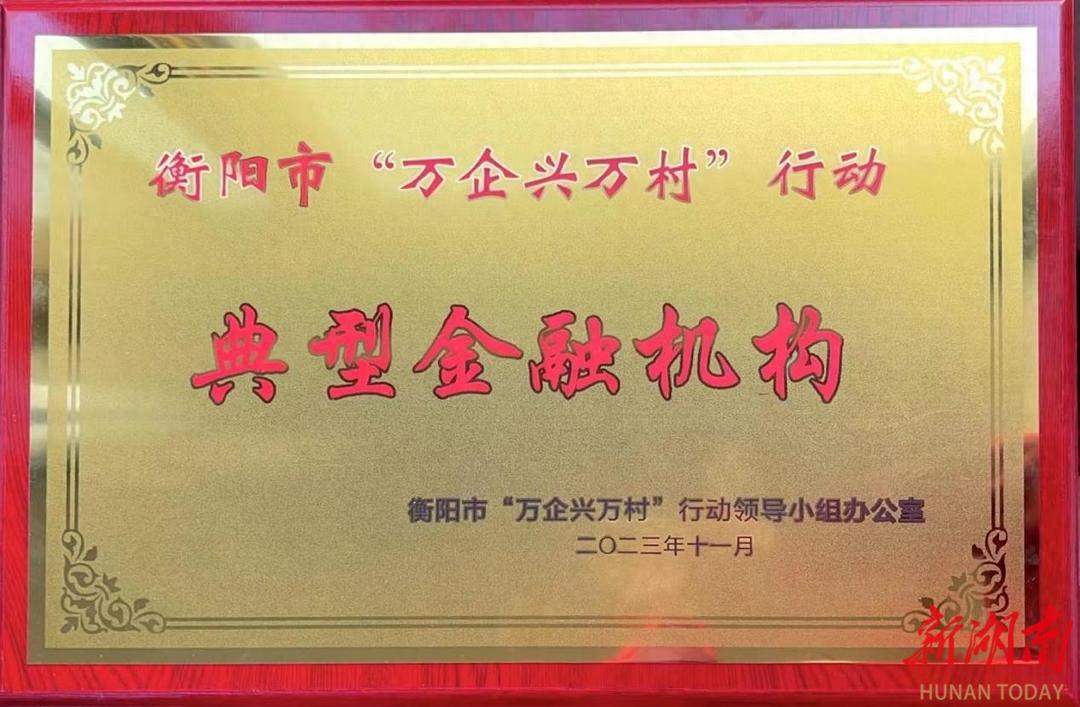 衡阳市“万企兴万村”行动
典型金融机构
衡阳市“万企兴万村”行动领导小组办公室
二〇二三年十一月
新湖南
HUNAN TODAY